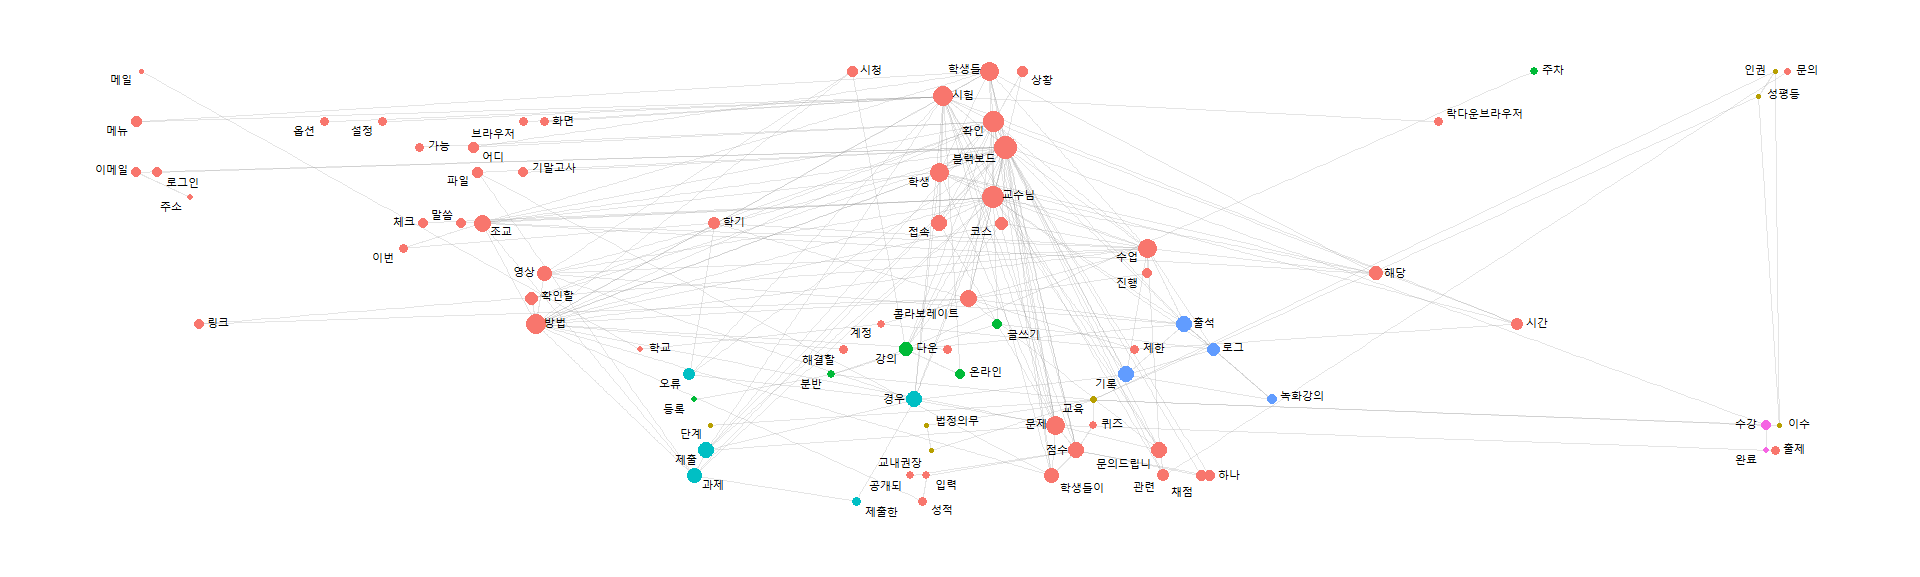 메일
시청
학생들
상황
주차
인권
문의
성평등
시험
메뉴
옵션
설정
브라우저
화면
확인
락다운브라우저
가능
어디
블랙보드
이메일
로그인
파일
기말고사
학생
주소
교수님
체크
말씀
조교
학기
접속
코스
이번
수업
영상
진행
해당
확인할
콜라보레이트
링크
방법
계정
글쓰기
출석
시간
학교
해결할
강의
다운
제한
로그
오류
분반
온라인
기록
등록
경우
교육
녹화강의
단계
법정의무
문제
퀴즈
수강
이수
제출
교내권장
점수
문의드립니
완료
출제
과제
공개되
입력
학생들이
관련
채점
하나
제출한
성적